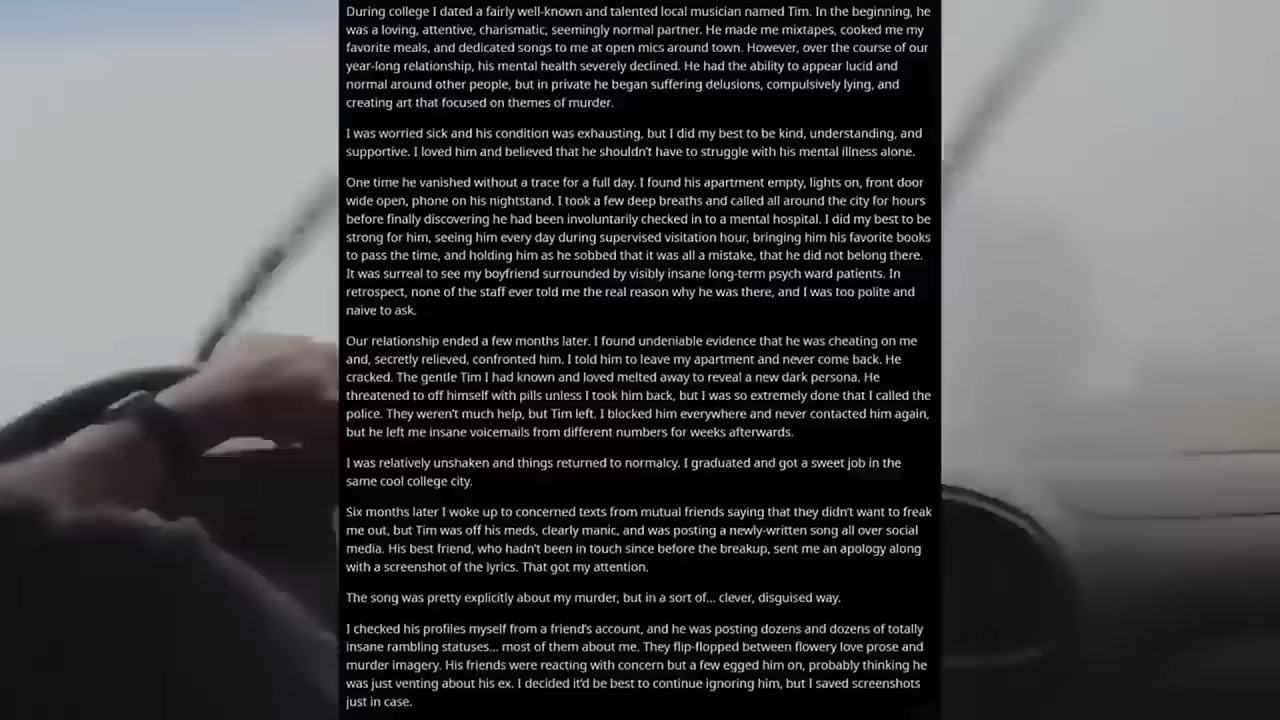 During college I dated a fairly well-known and talented local musician named Tim. In the beginning, he
was a loving, attentive, charismatic, seemingly normal partner. He made me mixtapes, cooked me my
favorite meals, and dedicated songs to me at open mics around town. However, over the course of our
year-long relationship, his mental health severely declined. He had the ability to appear lucid and
normal around other people, but in private he began suffering delusions, compulsively lying, and
creating art that focused on themes of murder.
I was worried sick and his condition was exhausting, but I did my best to be kind, understanding, and
supportive. I loved him and believed that he shouldn't have to struggle with his mental illness alone.
One time he vanished without a trace for a full day. I found his apartment empty, lights on, front door
wide open, phone on his nightstand. I took a few deep breaths and called all around the city for hours
before finally discovering he had been involuntarily checked in to a mental hospital. I did my best to be
strong for him, seeing him every day during supervised visitation hour, bringing him his favorite books
to pass the time, and holding him as he sobbed that it was all a mistake, that he did not belong there.
It was surreal to see my boyfriend surrounded by visibly insane long-term psych ward patients. In
retrospect, none of the staff ever told me the real reason why he was there, and I was too polite and
naive to ask.
Our relationship ended a few months later. I found undeniable evidence that he was cheating on me
and, secretly relieved, confronted him. I told him to leave my apartment and never come back. He
cracked. The gentle Tim I had known and loved melted away to reveal a new dark persona. He
threatened to off himself with pills unless I took him back, but I was so extremely done that I called the
police. They weren't much help, but Tim left. I blocked him everywhere and never contacted him again,
but he left me insane voicemails from different numbers for weeks afterwards.
I was relatively unshaken and things returned to normalcy. I graduated and got a sweet job in the
same cool college city.
Six months later I woke up to concerned texts from mutual friends saying that they didn't want to freak
me out, but Tim was off his meds, clearly manic, and was posting a newly-written song all over social
media. His best friend, who hadn't been in touch since before the breakup, sent me an apology along
with a screenshot of the lyrics. That got my attention.
The song was pretty explicitly about my murder, but in a sort of... clever, disguised way.
I checked his profiles myself from a friend's account, and he was posting dozens and dozens of totally
insane rambling statuses... most of them about me. They flip-flopped between flowery love prose and
murder imagery. His friends were reacting with concern but a few egged him on, probably thinking he
was just venting about his ex. I decided it'd be best to continue ignoring him, but I saved screenshots
just in case.